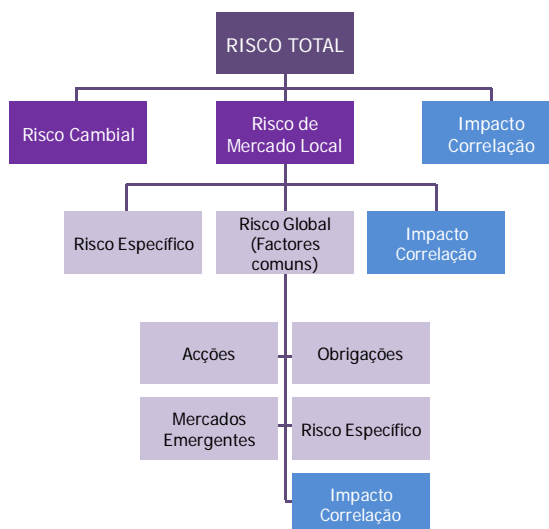 RISCO TOTAL
Risco Cambial
Risco de
Mercado Local
Impacto
Correlação
Risco Específico
Risco Global
(Factores
comuns)
Impacto
Correlação
Acções
Obrigações
Mercados
Emergentes
Risco Específico
Impacto
Correlação